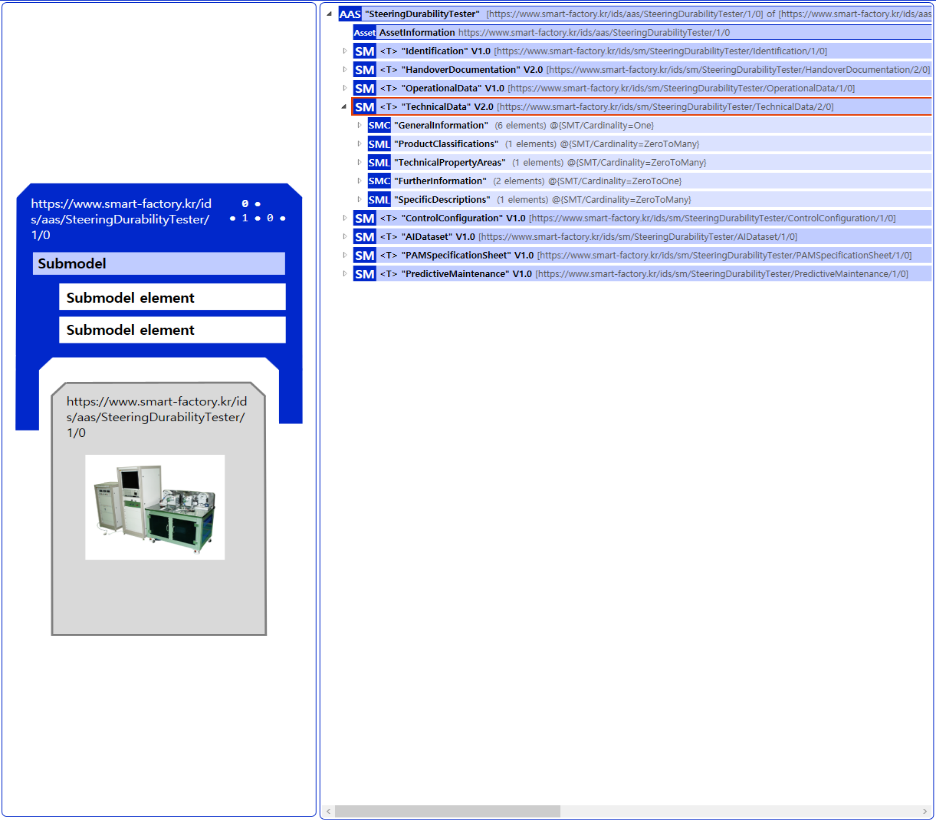 https://www.smart-factory.kr/id
s/aas/SteeringDurabilityTester/
1/0
0
1 0
Submodel
Submodel element
Submodel element
https://www.smart-factory.kr/id
s/aas/SteeringDurabilityTester/
1/0
AAS "SteeringDurabilityTester" [https://www.smart-factory.kr/ids/aas/SteeringDurabilityTester/1/0] of [https://www.smart-factory.kr/ids/aas
Asset AssetInformation https://www.smart-factory.kr/ids/aas/SteeringDurabilityTester/1/0
SM <T> "Identification" V1.0 [https://www.smart-factory.kr/ids/sm/SteeringDurabilityTester/Identification/1/0]
SM <T> "HandoverDocumentation" V2.0 [https://www.smart-factory.kr/ids/sm/SteeringDurabilityTester/HandoverDocumentation/2/0]
SM <T> "OperationalData" V1.0 [https://www.smart-factory.kr/ids/sm/SteeringDurabilityTester/OperationalData/1/0]
SM <T> "TechnicalData" V2.0 [https://www.smart-factory.kr/ids/sm/SteeringDurabilityTester/TechnicalData/2/0]
SMC "GeneralInformation" (6 elements) @{SMT/Cardinality=One}
SML "ProductClassifications" (1 elements) @{SMT/Cardinality=ZeroToMany}
SML "TechnicalPropertyAreas" (1 elements) @{SMT/Cardinality=ZeroToMany}
SMC "FurtherInformation" (2 elements) @{SMT/Cardinality=ZeroToOne}
SML "SpecificDescriptions" (1 elements) @{SMT/Cardinality=ZeroToMany}
SM <T> "ControlConfiguration" V1.0 [https://www.smart-factory.kr/ids/sm/SteeringDurabilityTester/ControlConfiguration/1/0]
SM <T> "AIDataset" V1.0 [https://www.smart-factory.kr/ids/sm/SteeringDurabilityTester/AIDataset/1/0]
SM <T> "PAMSpecificationSheet" V1.0 [https://www.smart-factory.kr/ids/sm/SteeringDurabilityTester/PAMSpecificationSheet/1/0]
SM <T> "PredictiveMaintenance" V1.0 [https://www.smart-factory.kr/ids/sm/SteeringDurabilityTester/PredictiveMaintenance/1/0]